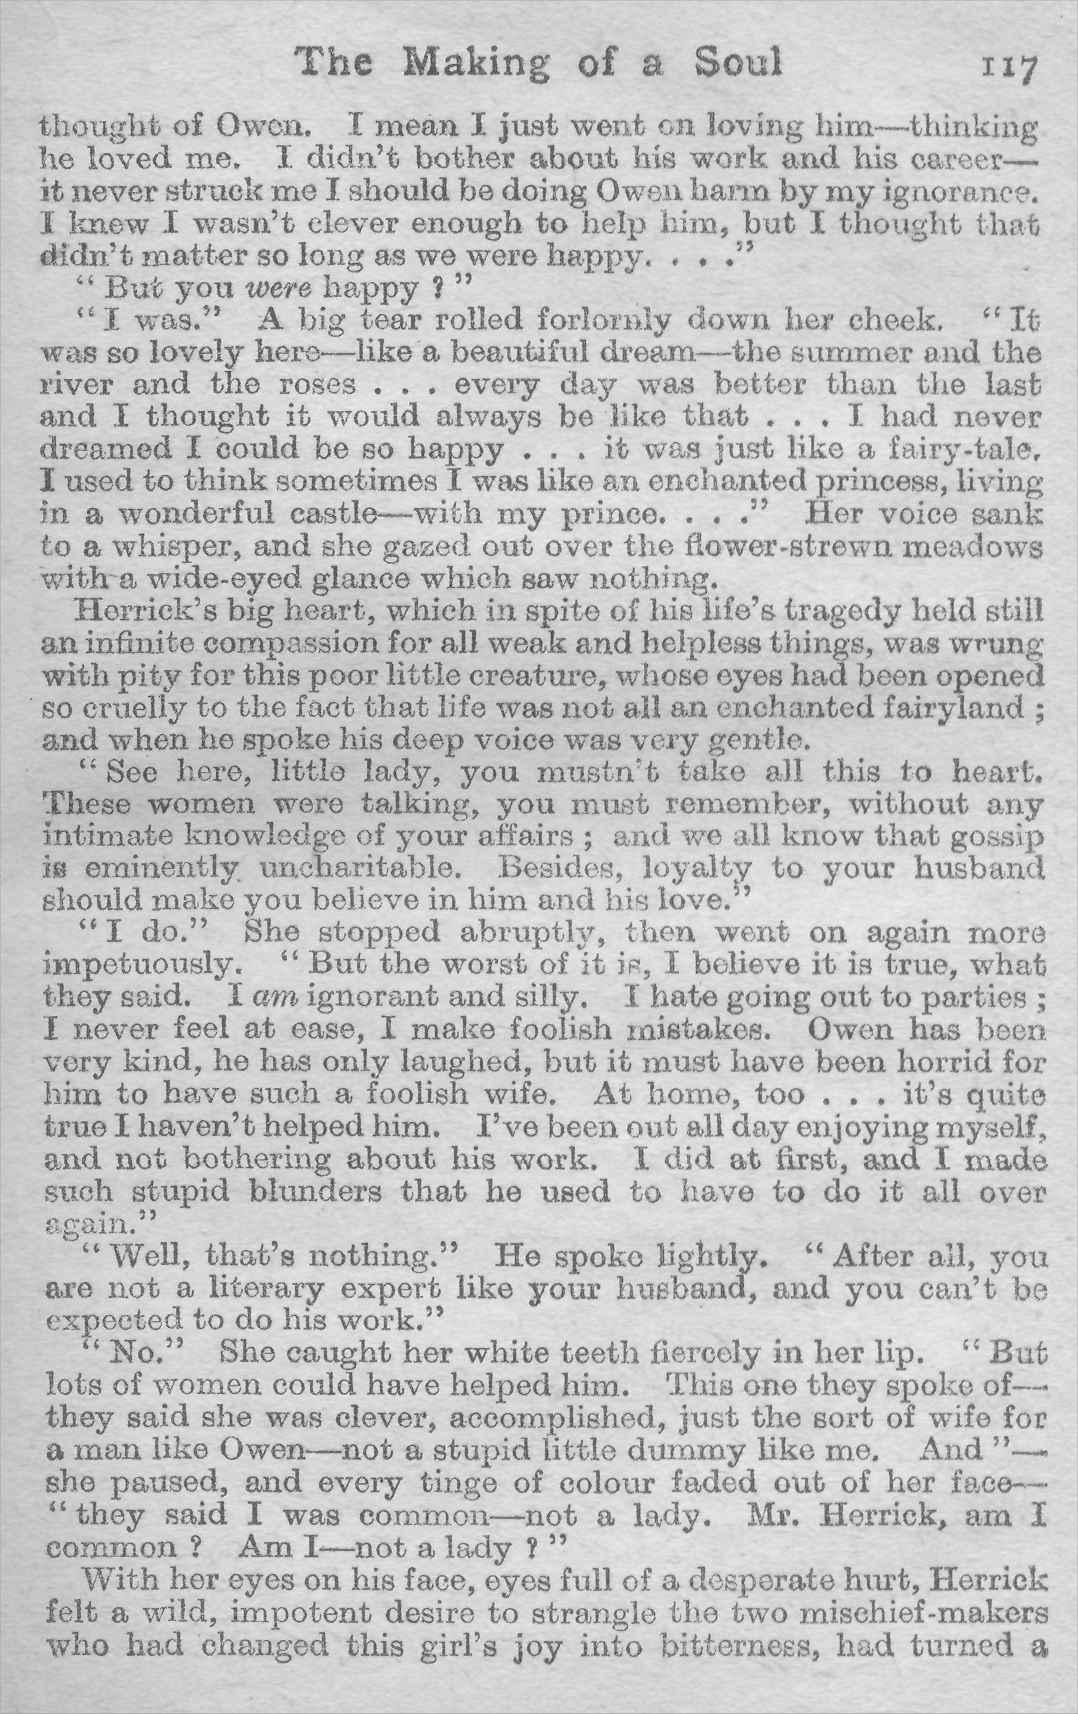 The Making of a Soul 117
thought of Owen. I mean I just went on loving him—thinking
he loved me. I didn't bother about his work and his career—
it never struck me I should be doing Owen harm by my ignorance.
I knew I wasn't clever enough to help him, but I thought that
didn't matter so long as we were happy. . . ."
"But you were happy ?"
"I was." A big tear rolled forlornly down her cheek. "It
was so lovely here—like a beautiful dream—the summer and the
river and the roses . . . every day was better than the last
and I thought it would always be like that . . . I had never
dreamed I could be so happy . . . it was just like a fairy-tale.
I used to think sometimes I was like an enchanted princess, living
in a wonderful castle—with my prince. . . ." Her voice sank
to a whisper, and she gazed out over the flower-strewn meadows
with a wide-eyed glance which saw nothing.
Herrick's big heart, which in spite of his life's tragedy held still
an infinite compassion for all weak and helpless things, was wrung
with pity for this poor little creature, whose eyes had been opened
so cruelly to the fact that life was not all an enchanted fairyland ;
and when he spoke his deep voice was very gentle.
"See here, little lady, you mustn't take all this to heart.
These women were talking, you must remember, without any
intimate knowledge of your affairs ; and we all know that gossip
is eminently uncharitable. Besides, loyalty to your husband
should make you believe in him and his love."
"I do." She stopped abruptly, then went on again more
impetuously. "But the worst of it is, I believe it is true, what
they said. I am ignorant and silly. I hate going out to parties ;
I never feel at ease, I make foolish mistakes. Owen has been
very kind, he has only laughed, but it must have been horrid for
him to have such a foolish wife. At home, too . . . it's quite
true I haven't helped him. I've been out all day enjoying myself,
and not bothering about his work. I did at first, and I made
such stupid blunders that he used to have to do it all over
again."
"Well, that's nothing." He spoke lightly. "After all, you
are not a literary expert like your husband, and you can't be
expected to do his work."
"No." She caught her white teeth fiercely in her lip. "But
lots of women could have helped him. This one they spoke of—
they said she was clever, accomplished, just the sort of wife for
a man like Owen—not a stupid little dummy like me. And"—
she paused, and every tinge of colour faded out of her face—
"they said I was common—not a lady. Mr. Herrick, am I
common ? Am I—not a lady ?"
With her eyes on his face, eyes full of a desperate hurt, Herrick
felt a wild, impotent desire to strangle the two mischief-makers
who had changed this girl's joy into bitterness, had turned a